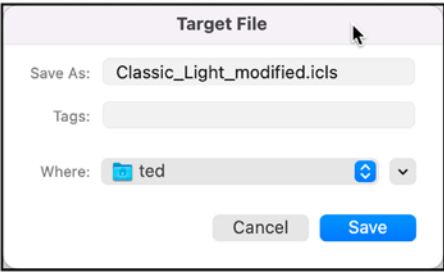 Target File
Save As: Classic_Light_modified.icls
Tags:
Where: ted
Cancel Save